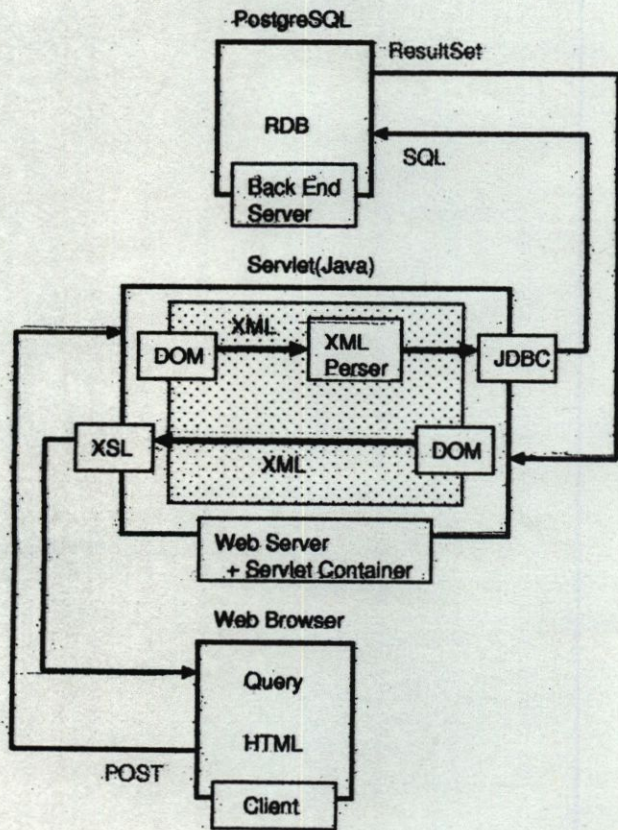 PostgreSQL
ResultSet
RDB
SQL
Back End
Server
Servlet(Java)
XML
DOM
XML
Perser
JDBC
XSL
DOM
XML
Web Server
+ Servlet Container
Web Browser
Query
HTML
POST
Client